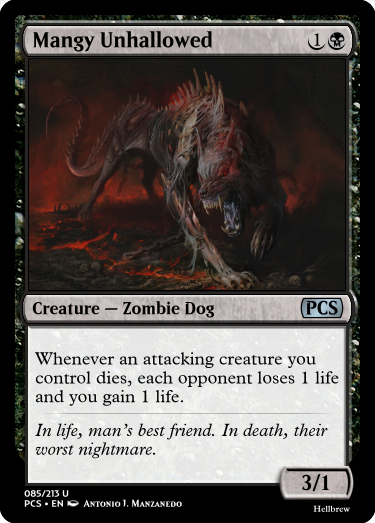 Mangy Unhallowed 1
Creature — Zombie Dog PCS
Whenever an attacking creature you
control dies, each opponent loses 1 life
and you gain 1 life.
In life, man's best friend. In death, their
worst nightmare.
3/1
085/213 U
PCS • EN Antonio J. Manzanedo
Hellbrew